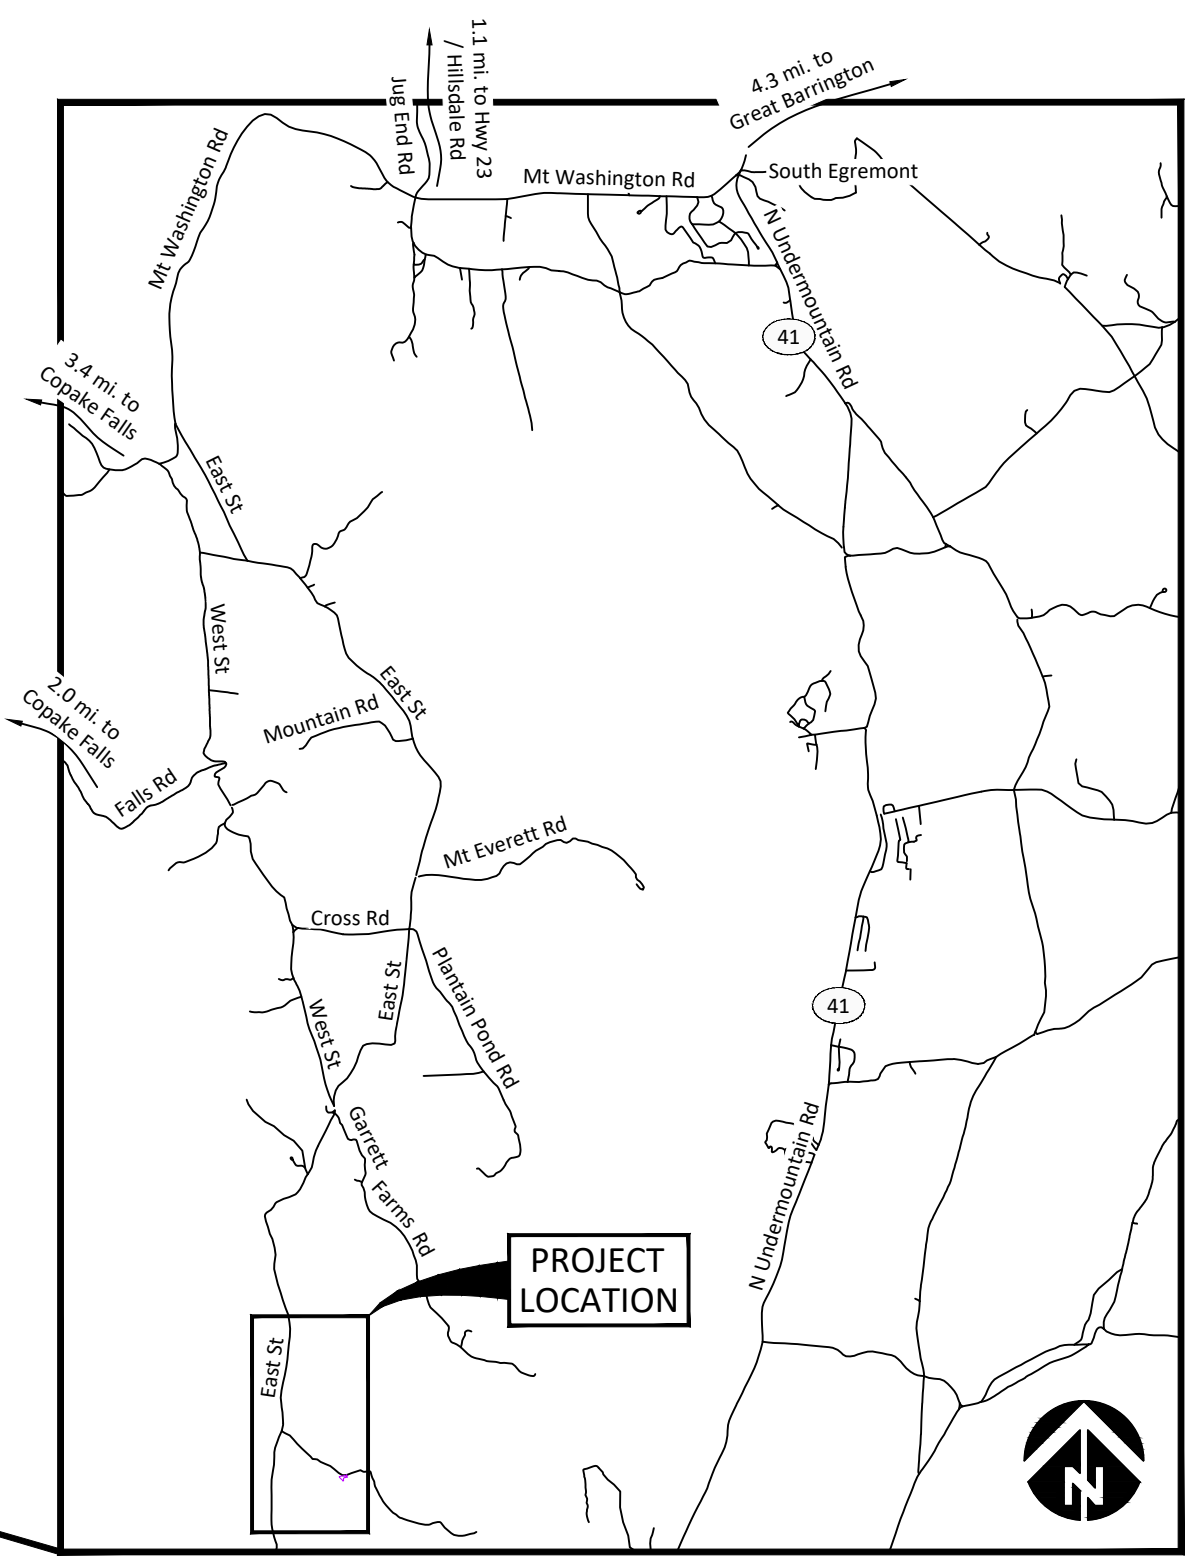 1.1 mi. to Hwy 23
/ Hillsdale Rd
Jug End Rd
4.3 mi. to
Great Barrington
Mt Washington Rd
Mt Washington Rd
South Egremont
N Undermountain Rd
41
3.4 mi. to
Copake Falls
East St
West St
2.0 mi. to
Copake Falls
East St
Mountain Rd
Falls Rd
Mt Everett Rd
Cross Rd
East St
Plantain Pond Rd
West St
41
Garrett
Farms Rd
N Undermountain Rd
PROJECT
LOCATION
East St
N